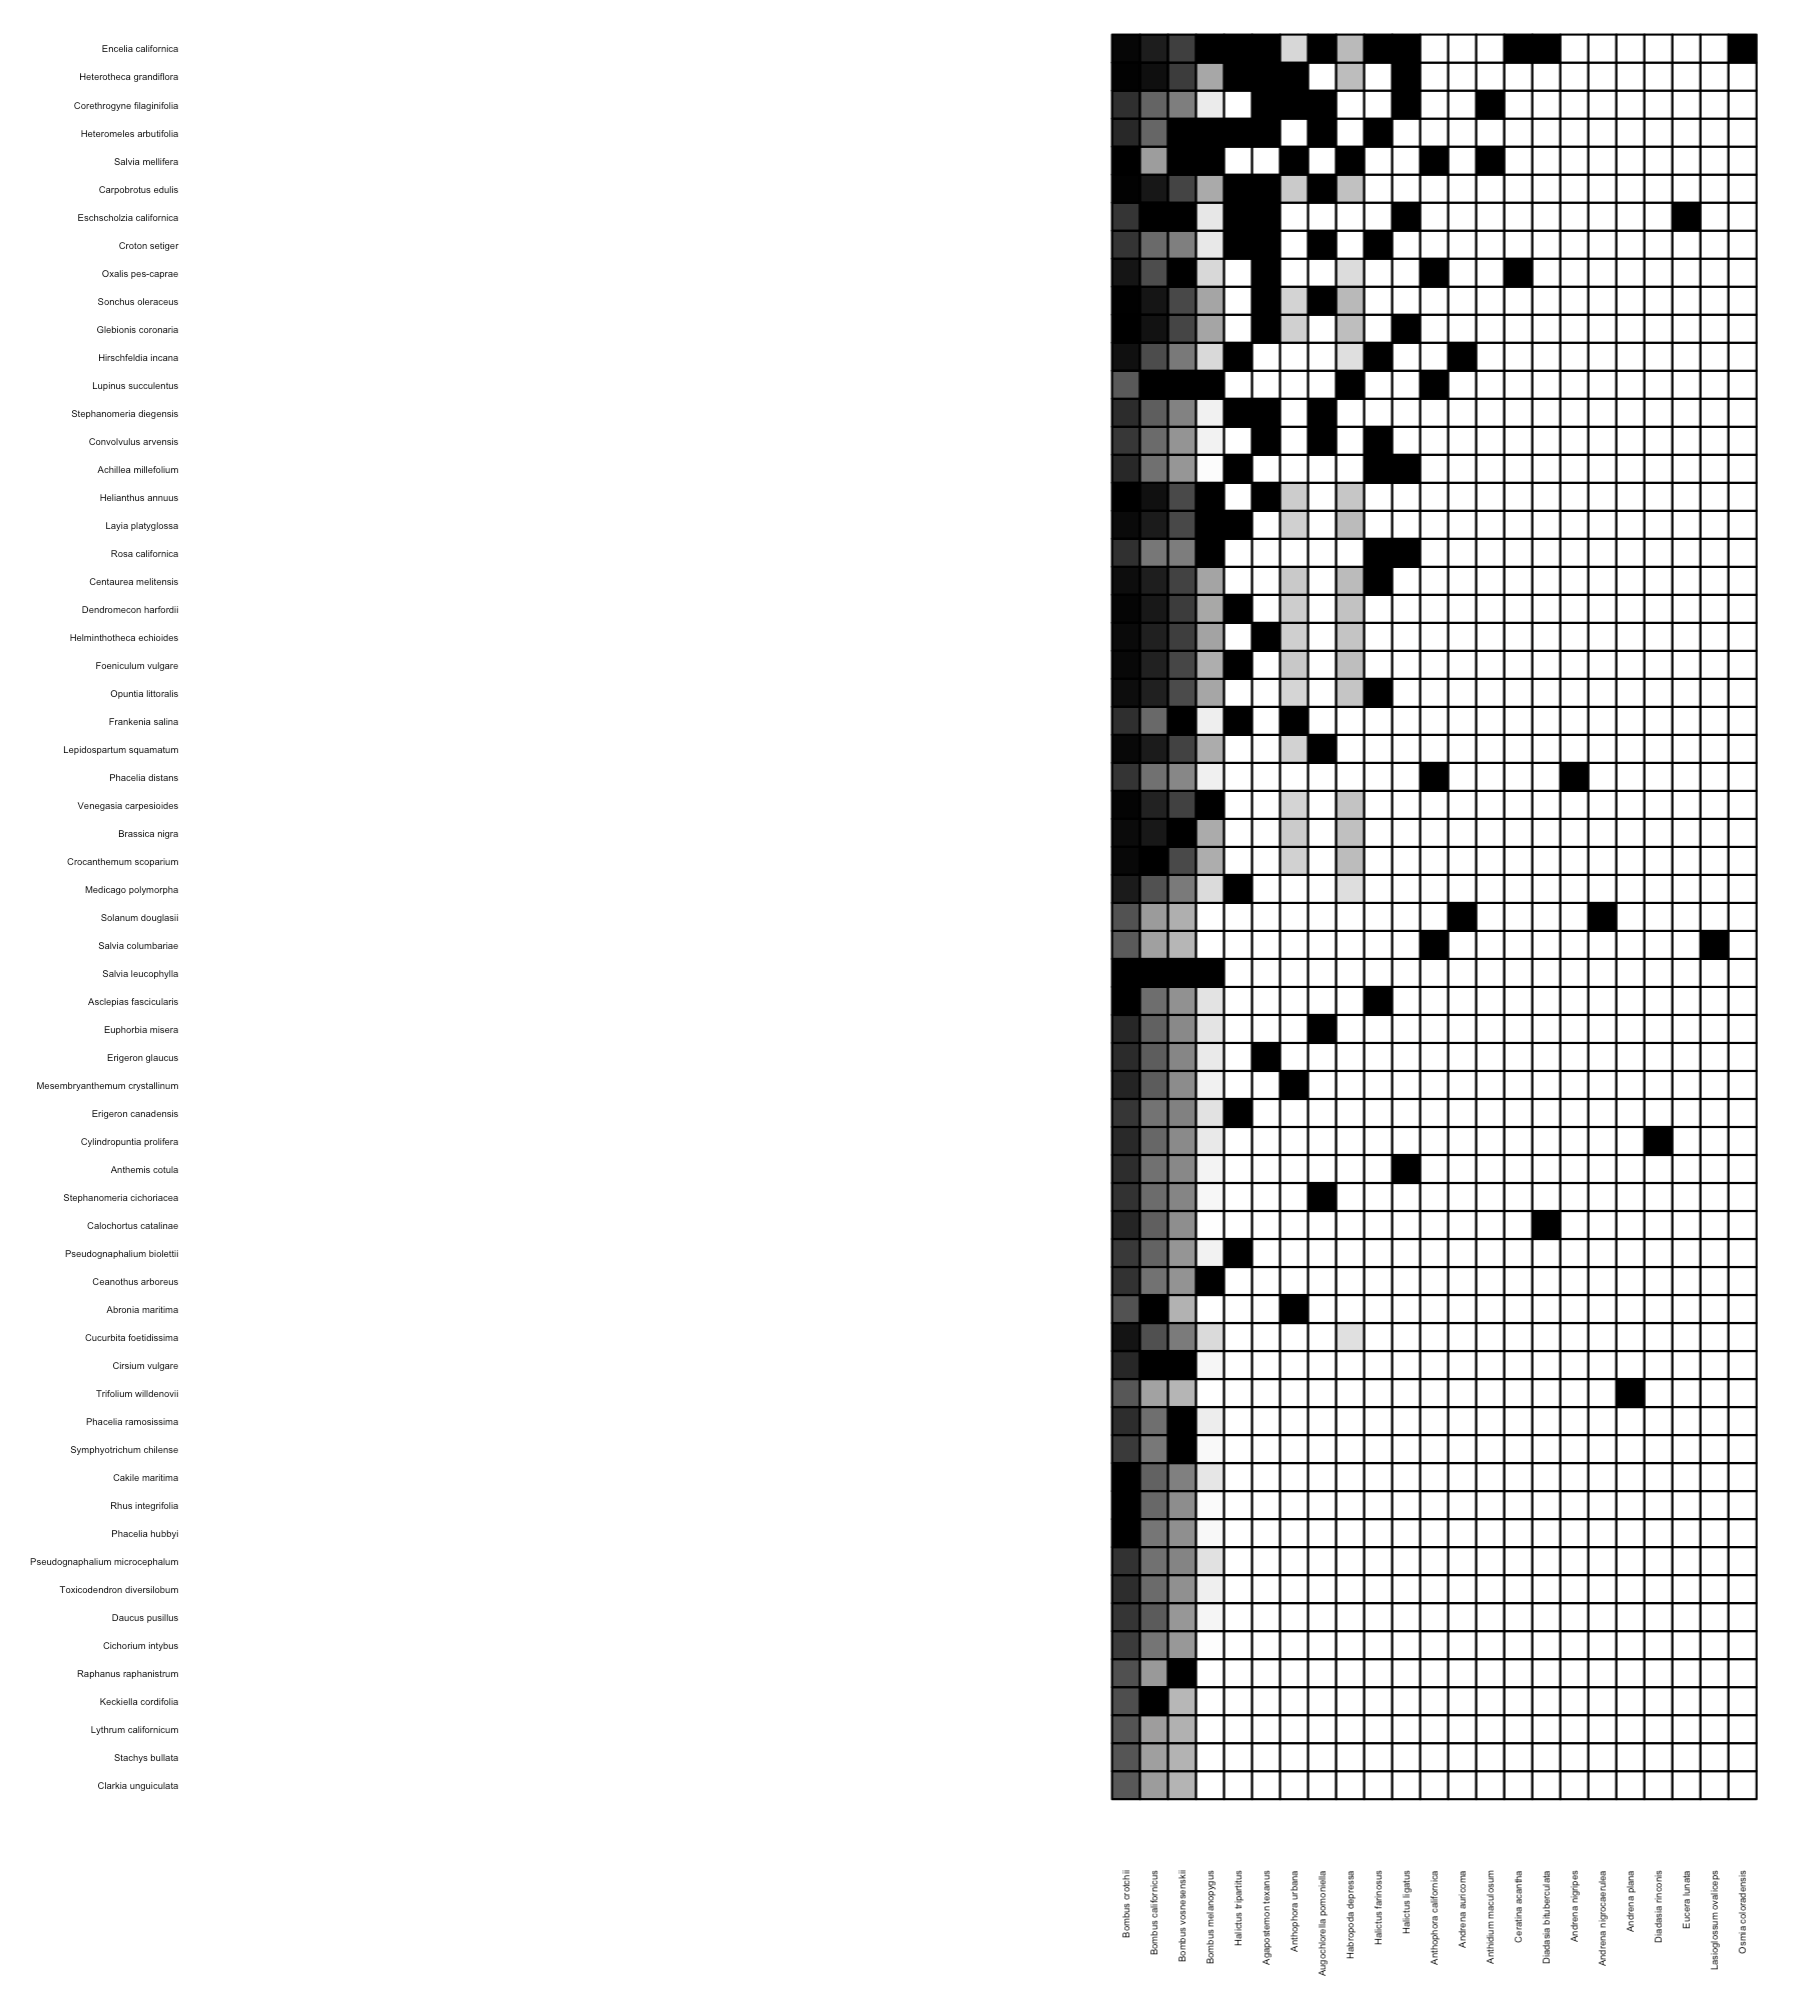 Encelia californica
Heterotheca grandiflora
Corethrogyne filaginifolia
Heteromeles arbutifolia
Salvia mellifera
Carpobrotus edulis
Eschscholzia californica
Croton setiger
Oxalis pes-caprae
Sonchus oleraceus
Glebionis coronaria
Hirschfeldia incana
Lupinus succulentus
Stephanomeria diegensis
Convolvulus arvensis
Achillea millefolium
Helianthus annuus
Layia platyglossa
Rosa californica
Centaurea melitensis
Dendromecon harfordii
Helminthotheca echioides
Foeniculum vulgare
Opuntia littoralis
Frankenia salina
Lepidospartum squamatum
Phacelia distans
Venegasia carpesioides
Brassica nigra
Crocanthemum scoparium
Medicago polymorpha
Solanum douglasii
Salvia columbariae
Salvia leucophylla
Asclepias fascicularis
Euphorbia misera
Erigeron glaucus
Mesembryanthemum crystallinum
Erigeron canadensis
Cylindropuntia prolifera
Anthemis cotula
Stephanomeria cichoriacea
Calochortus catalinae
Pseudognaphalium biolettii
Ceanothus arboreus
Abronia maritima
Cucurbita foetidissima
Cirsium vulgare
Trifolium willdenovii
Phacelia ramosissima
Symphyotrichum chilense
Cakile maritima
Rhus integrifolia
Phacelia hubbyi
Pseudognaphalium microcephalum
Toxicodendron diversilobum
Daucus pusillus
Cichorium intybus
Raphanus raphanistrum
Keckiella cordifolia
Lythrum californicum
Stachys bullata
Clarkia unguiculata
Bombus crotchii
Bombus californicus
Bombus vosnesenskii
Bombus melanopygus
Halictus tripartitus
Agapostemon texanus
Anthophora urbana
Augochlorella pomoniella
Habropoda depressa
Halictus farinosus
Halictus ligatus
Anthophora californica
Andrena auricoma
Anthidium maculosum
Ceratina acantha
Diadasia bituberculata
Andrena nigripes
Andrena nigrocaerulea
Andrena plana
Diadasia rinconis
Eucera lunata
Lasioglossum ovaliceps
Osmia coloradensis